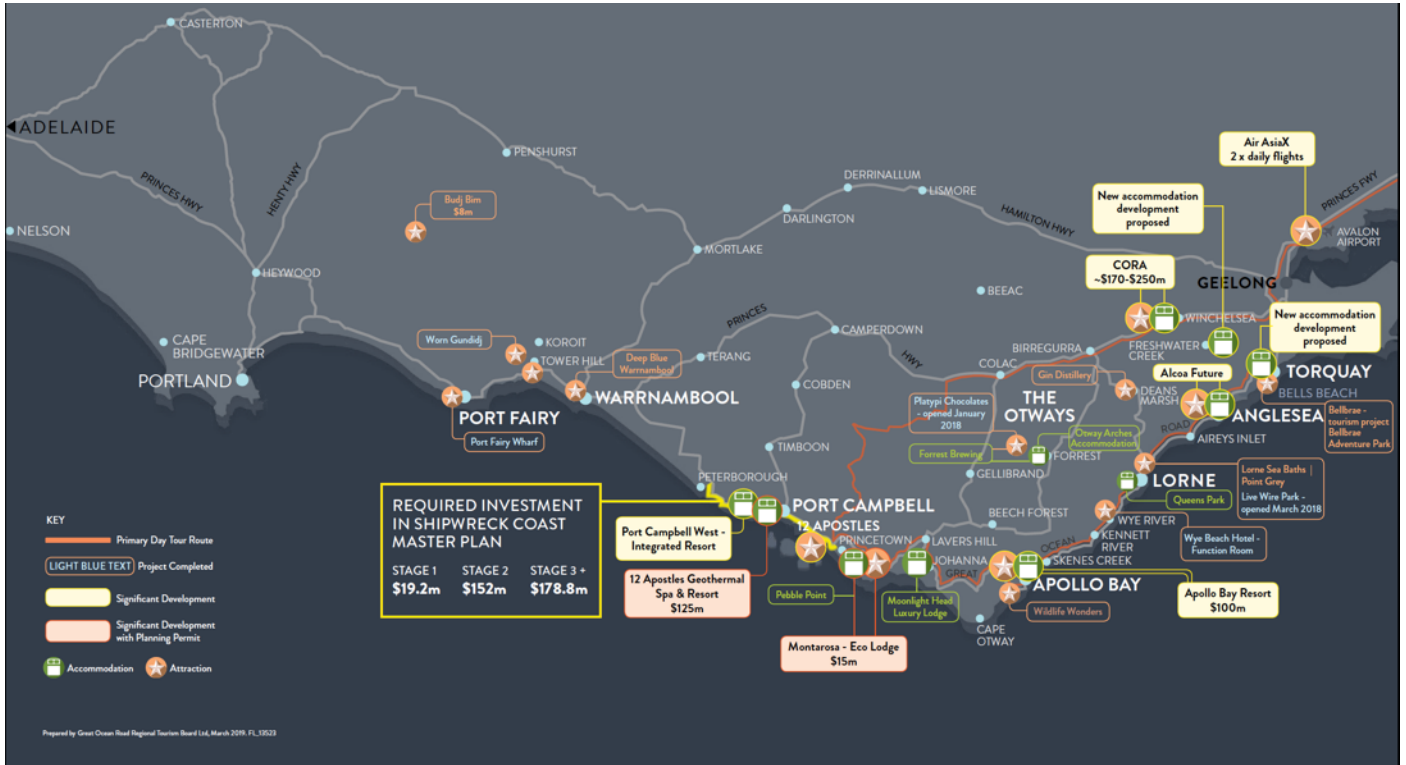 CASTERTON
ADELAIDE
PENSHURST
PRINCES HWY
HENTY HWY
Budj Bim
$8m
NELSON
HEYWOOD
MORTLAKE
DARLINGTON
DERRINALLUM
LISMORE
HAMILTON HWY
Air AsiaX
2 x daily flights
PRINCES FWY
AVALON
AIRPORT
New accommodation
development
proposed
CORA
~$170-$250m
GEELONG
BEEAC
WINCHELSEA
New accommodation
development
proposed
FRESHWATER
CREEK
BIRREGURRA
COLAC
CAMPERDOWN
PRINCES
HWY
TERANG
COBDEN
TIMBOON
CAPE
BRIDGEWATER
PORTLAND
Worn Gundidj
KOROIT
TOWER HILL
Deep Blue
Warrnambool
WARRNAMBOOL
PORT FAIRY
Port Fairy Wharf
Gin Distillery
DEANS
MARSH
Alcoa Future
TORQUAY
BELLS BEACH
ANGLESEA
Bellbrae -
tourism project
Bellbrae
Adventure Park
ROAD
AIREYS INLET
THE
OTWAYS
Platypi Chocolates
- opened January
2018
Otway Arches
Accommodation
Forrest Brewing
FORREST
GELLIBRAND
Lorne Sea Baths |
Point Grey
Live Wire Park -
opened March 2018
LORNE
Queens Park
WYE RIVER
KENNETT
RIVER
Wye Beach Hotel -
Function Room
BEECH FOREST
LAVERS HILL
OCEAN
SKENES CREEK
JOHANNA
GREAT
APOLLO BAY
Apollo Bay Resort
$100m
Wildlife Wonders
CAPE
OTWAY
PETERBOROUGH
PORT CAMPBELL
12 APOSTLES
PRINCETOWN
Port Campbell West -
Integrated Resort
12 Apostles Geothermal
Spa & Resort
$125m
Pebble Point
Moonlight Head
Luxury Lodge
Montarosa - Eco Lodge
$15m
REQUIRED INVESTMENT
IN SHIPWRECK COAST
MASTER PLAN
STAGE 1 STAGE 2 STAGE 3 +
$19.2m $152m $178.8m
KEY
Primary Day Tour Route
LIGHT BLUE TEXT Project Completed
Significant Development
Significant Development
with Planning Permit
Accommodation Attraction
Prepared by Great Ocean Road Regional Tourism Board Ltd, March 2019. FL_13523